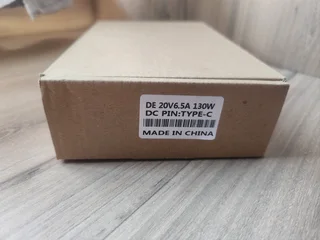 DE 20V6.5A 130W
DC PIN:TYPE-C
MADE IN CHINA